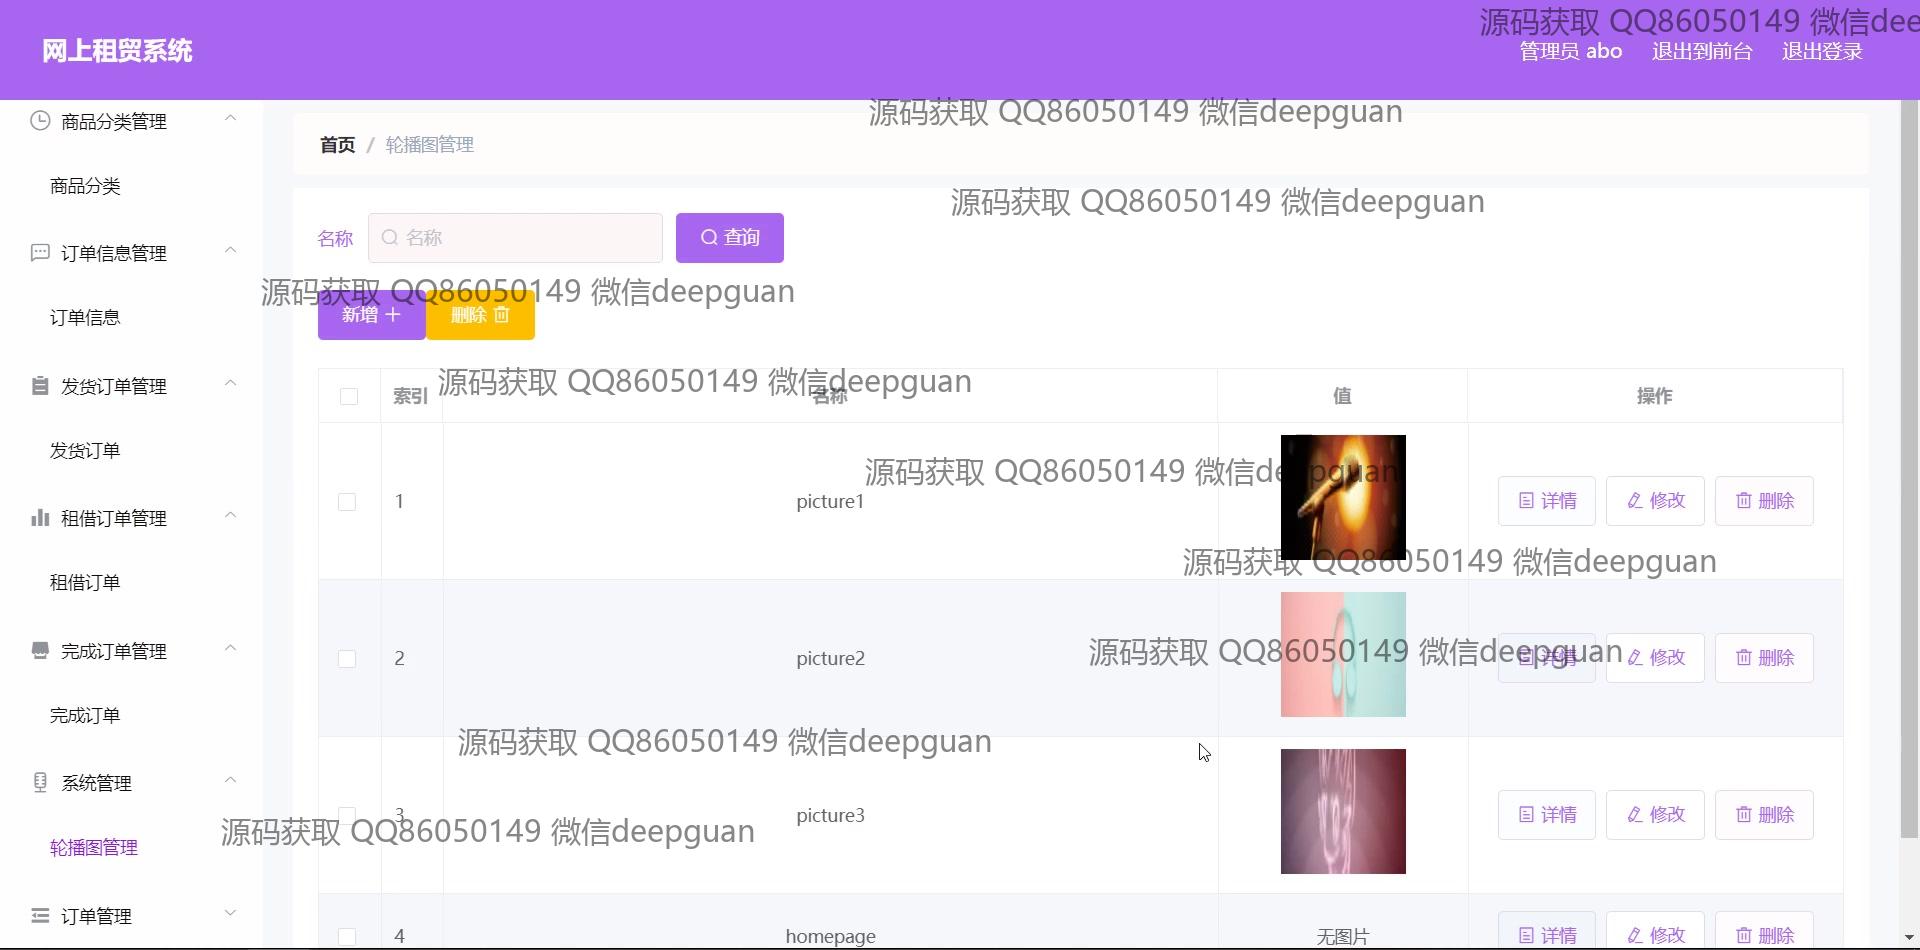 网上租贸系统
源码获取 QQ86050149 微信dee
管理员 abo 退出到前台 退出登录
商品分类管理
商品分类
订单信息管理
订单信息
发货订单管理
发货订单
租借订单管理
租借订单
完成订单管理
完成订单
系统管理
轮播图管理
订单管理
源码获取 QQ86050149 微信deepguan
首页 / 轮播图管理
源码获取 QQ86050149 微信deepguan
名称 名称 查询
源码获取 QQ86050149 微信deepguan
新增 删除
源码获取 QQ86050149 微信deepguan
索引 名称 值 操作
源码获取 QQ86050149 微信deepguan
1 picture1 详情 修改 删除
源码获取 QQ86050149 微信deepguan
源码获取 QQ86050149 微信deepguan
2 picture2 详情 修改 删除
源码获取 QQ86050149 微信deepguan
3 picture3 详情 修改 删除
源码获取 QQ86050149 微信deepguan
4 homepage 无图片 详情 修改 删除